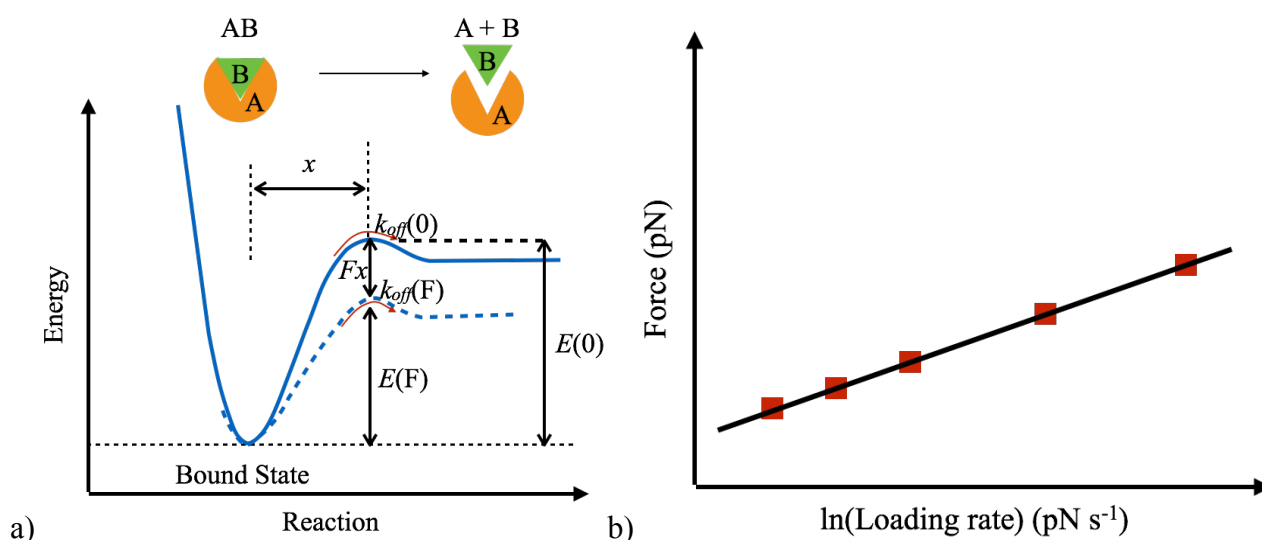 AB
A + B
B
A
B
A
x
k_off(0)
Fx
k_off(F)
E(F)
E(0)
Energy
Bound State
Reaction
a)
Force (pN)
ln(Loading rate) (pN s⁻¹)
b)